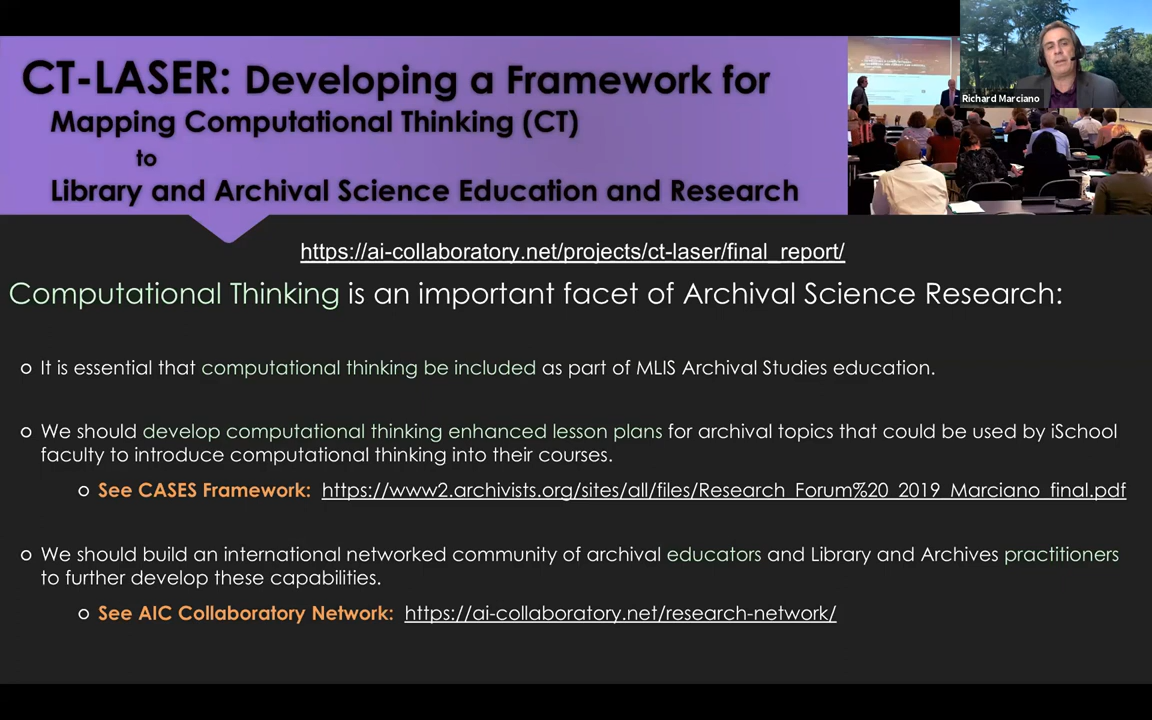 CT-LASER: Developing a Framework for
Mapping Computational Thinking (CT)
to
Library and Archival Science Education and Research
Richard Marciano
https://ai-collaboratory.net/projects/ct-laser/final_report/
Computational Thinking is an important facet of Archival Science Research:
It is essential that computational thinking be included as part of MLIS Archival Studies education.
We should develop computational thinking enhanced lesson plans for archival topics that could be used by iSchool
faculty to introduce computational thinking into their courses.
See CASES Framework: https://www2.archivists.org/sites/all/files/Research_Forum%20_2019_Marciano_final.pdf
We should build an international networked community of archival educators and Library and Archives practitioners
to further develop these capabilities.
See AIC Collaboratory Network: https://ai-collaboratory.net/research-network/